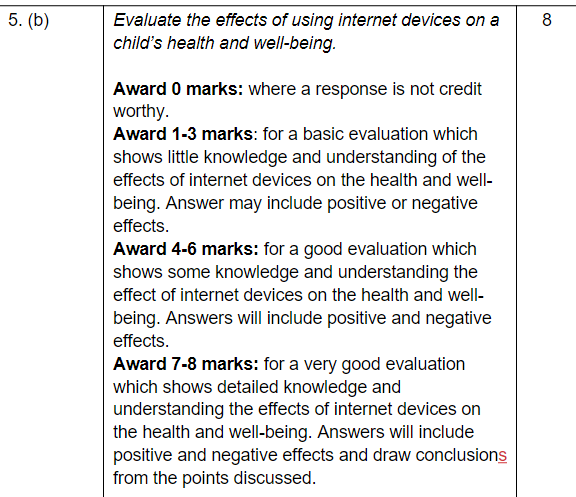 5. (b)
Evaluate the effects of using internet devices on a
child's health and well-being.
8
Award 0 marks: where a response is not credit
worthy.
Award 1-3 marks: for a basic evaluation which
shows little knowledge and understanding of the
effects of internet devices on the health and well-
being. Answer may include positive or negative
effects.
Award 4-6 marks: for a good evaluation which
shows some knowledge and understanding the
effect of internet devices on the health and well-
being. Answers will include positive and negative
effects.
Award 7-8 marks: for a very good evaluation
which shows detailed knowledge and
understanding the effects of internet devices on
the health and well-being. Answers will include
positive and negative effects and draw conclusions
from the points discussed.